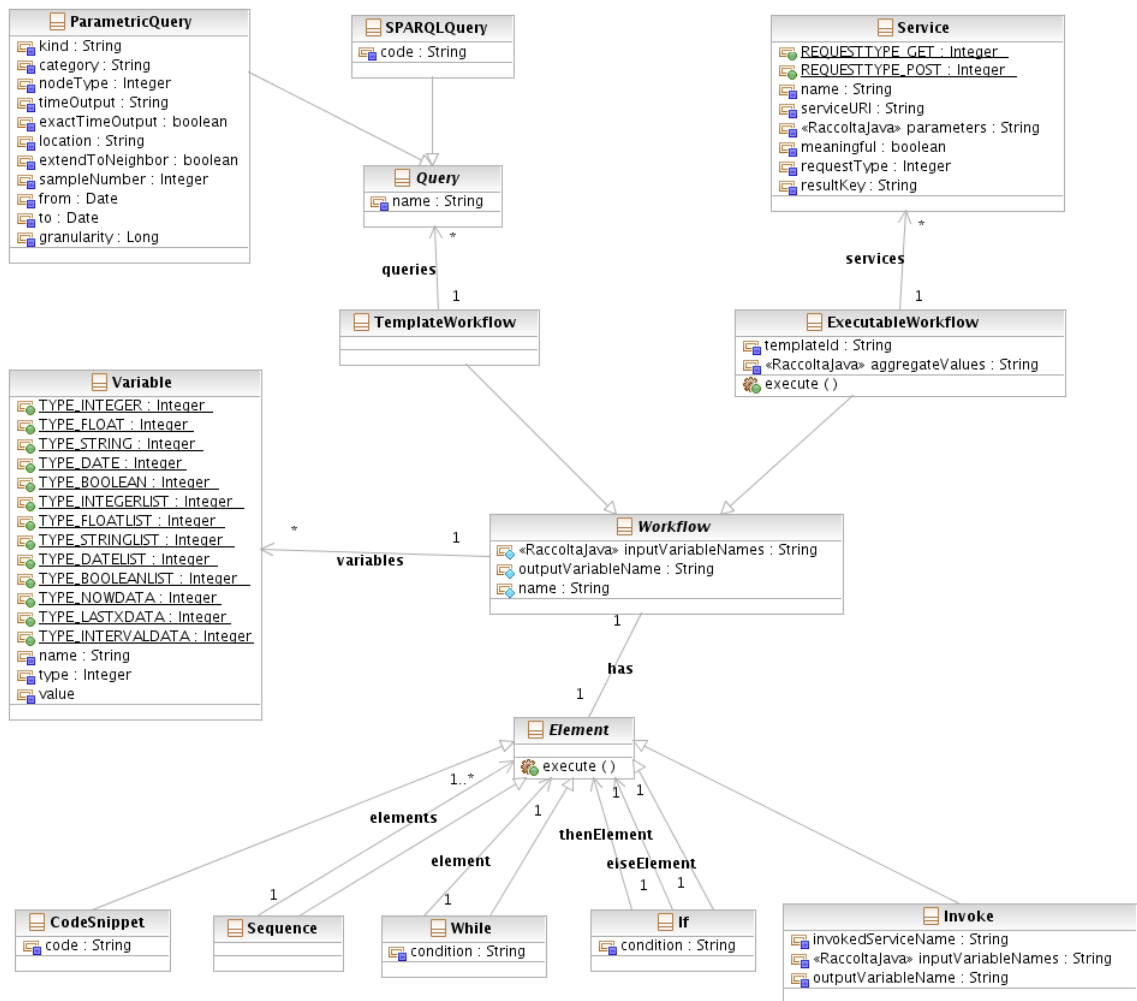 ParametricQuery
kind : String
category : String
nodeType : Integer
timeOutput : String
exactTimeOutput : boolean
location : String
extendToNeighbor : boolean
sampleNumber : Integer
from : Date
to : Date
granularity : Long
SPARQLQuery
code : String
Service
REQUESTTYPE_GET : Integer
REQUESTTYPE_POST : Integer
name : String
serviceURI : String
«RaccoltaJava» parameters : String
meaningful : boolean
requestType : Integer
resultKey : String
Query
name : String
*
queries
1
*
services
1
TemplateWorkflow
ExecutableWorkflow
templateId : String
«RaccoltaJava» aggregateValues : String
execute ( )
Variable
TYPE_INTEGER : Integer
TYPE_FLOAT : Integer
TYPE_STRING : Integer
TYPE_DATE : Integer
TYPE_BOOLEAN : Integer
TYPE_INTEGERLIST : Integer
TYPE_FLOATLIST : Integer
TYPE_STRINGLIST : Integer
TYPE_DATELIST : Integer
TYPE_BOOLEANLIST : Integer
TYPE_NOWDATA : Integer
TYPE_LASTXDATA : Integer
TYPE_INTERVALDATA : Integer
name : String
type : Integer
value
*
variables
1
Workflow
«RaccoltaJava» inputVariableNames : String
outputVariableName : String
name : String
1
has
1
Element
execute ( )
1..*
elements
1
1
element
1
1
1
thenElement
elseElement
1
1
1
CodeSnippet
code : String
Sequence
While
condition : String
If
condition : String
Invoke
invokedServiceName : String
«RaccoltaJava» inputVariableNames : String
outputVariableName : String